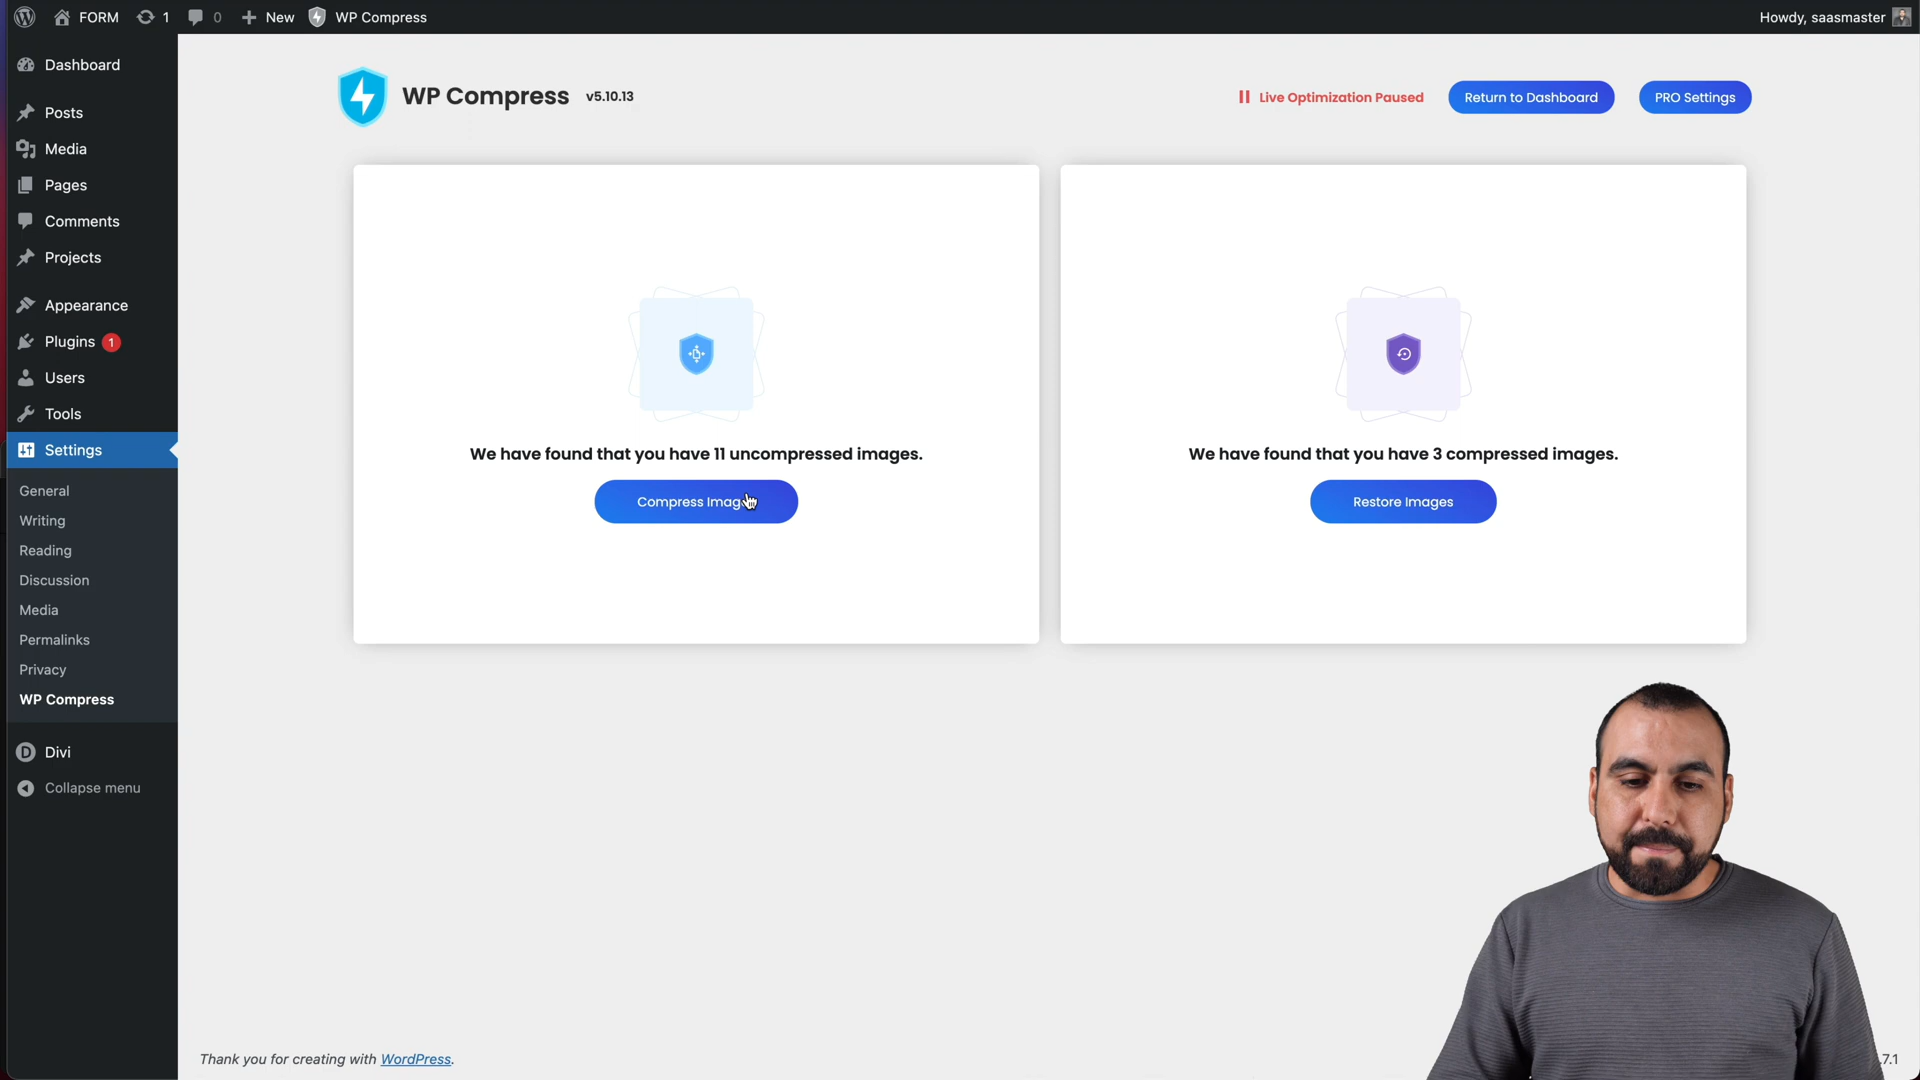 FORM 1 0 New WP Compress Howdy, saasmaster
Dashboard
Posts
Media
Pages
Comments
Projects
Appearance
Plugins 1
Users
Tools
Settings
General
Writing
Reading
Discussion
Media
Permalinks
Privacy
WP Compress
Divi
Collapse menu
WP Compress v5.10.13
Live Optimization Paused Return to Dashboard PRO Settings
We have found that you have 11 uncompressed images.
Compress
We have found that you have 3 compressed images.
Restore Images
Thank you for creating with WordPress.
7.1